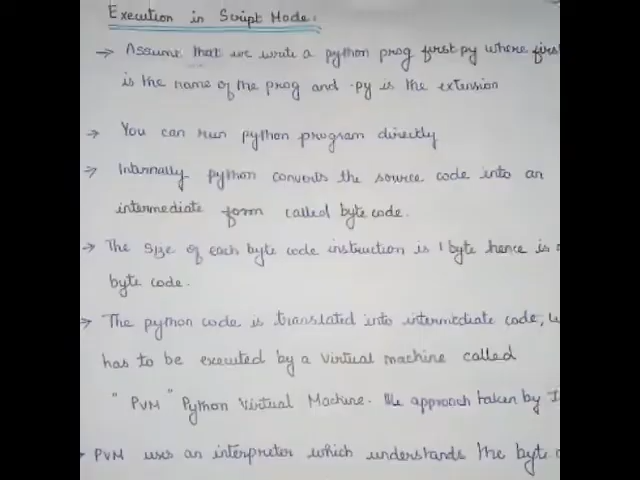 Execution in Script Mode:
→ Assume that we write a python prog first.py where first
is the name of the prog and .py is the extension
→ You can run python program directly
→ Internally python converts the source code into an
intermediate form called byte code.
→ The size of each byte code instruction is 1 byte hence is
byte code.
→ The python code is translated into intermediate code,
has to be executed by a virtual machine called
"PVM" Python Virtual Machine. The approach taken by
PVM uses an interpreter which understands the byte